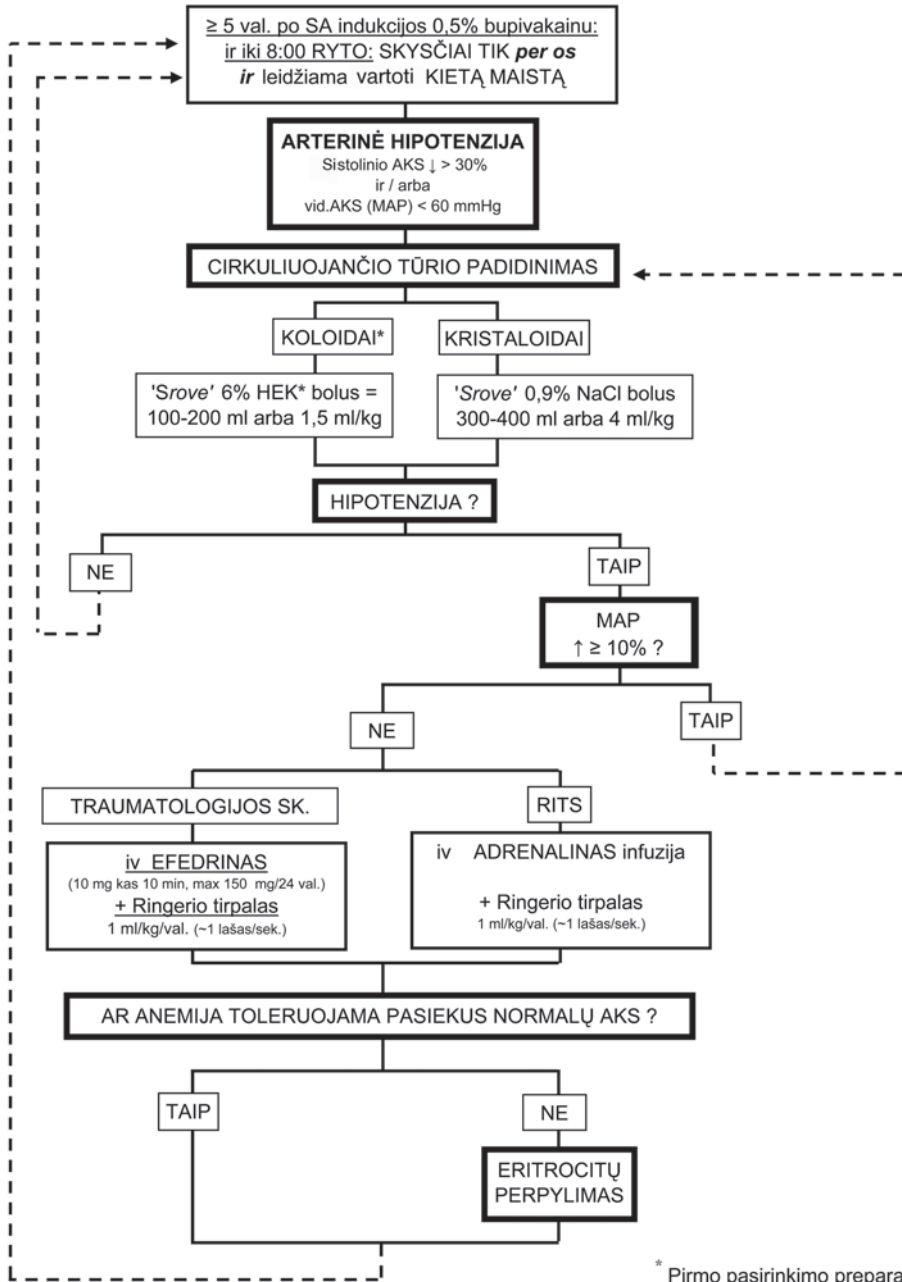 ≥ 5 val. po SA indukcijos 0,5% bupivakainu:
ir iki 8:00 RYTO: SKYSČIAI TIK per os
ir leidžiama vartoti KIETĄ MAISTĄ
ARTERINĖ HIPOTENZIJA
Sistolinio AKS ↓ > 30%
ir / arba
vid.AKS (MAP) < 60 mmHg
CIRKULIUOJANČIO TŪRIO PADIDINIMAS
KOLOIDAI*
KRISTALOIDAI
'Srove' 6% HEK* bolus =
100-200 ml arba 1,5 ml/kg
'Srove' 0,9% NaCl bolus
300-400 ml arba 4 ml/kg
HIPOTENZIJA ?
NE
TAIP
MAP
↑ ≥ 10% ?
NE
TAIP
TRAUMATOLOGIJOS SK.
RITS
iv EFEDRINAS
(10 mg kas 10 min, max 150 mg/24 val.)
+ Ringerio tirpalas
1 ml/kg/val. (~1 lašas/sek.)
iv ADRENALINAS infuzija
+ Ringerio tirpalas
1 ml/kg/val. (~1 lašas/sek.)
AR ANEMIJA TOLERUOJAMA PASIEKUS NORMALŲ AKS ?
TAIP
NE
ERITROCITŲ
PERPYLIMAS
* Pirmo pasirinkimo prepara